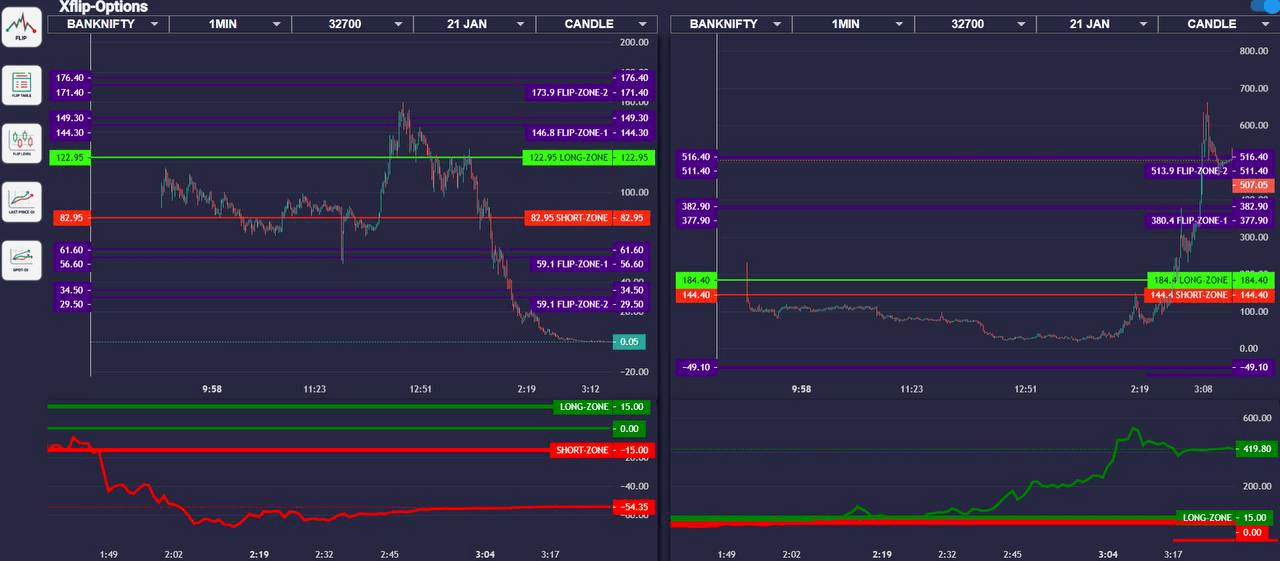 Xflip-Options
BANKNIFTY 1MIN 32700 21 JAN CANDLE
BANKNIFTY 1MIN 32700 21 JAN CANDLE
FLIP
FLIP TABLE
FLIP LEVEL
LAST PRICE OI
SPOT-OI
200.00
176.40 176.40
171.40 173.9 FLIP-ZONE-2 171.40
160.00
149.30 149.30
144.30 146.8 FLIP-ZONE-1 144.30
122.95 122.95 LONG-ZONE 122.95
100.00
82.95 82.95 SHORT-ZONE 82.95
61.60 61.60
56.60 59.1 FLIP-ZONE-1 56.60
34.50 34.50
29.50 59.1 FLIP-ZONE-2 29.50
0.05
−20.00
9:58 11:23 12:51 2:19 3:12
LONG-ZONE 15.00
0.00
SHORT-ZONE −15.00
−40.00
−54.35
1:49 2:02 2:19 2:32 2:45 3:04 3:17
800.00
700.00
600.00
516.40 516.40
511.40 513.9 FLIP-ZONE-2 511.40
507.05
382.90 382.90
377.90 380.4 FLIP-ZONE-1 377.90
300.00
184.40 184.4 LONG-ZONE 184.40
144.40 144.4 SHORT-ZONE 144.40
100.00
0.00
−49.10 −49.10
9:58 11:23 12:51 2:19 3:08
600.00
419.80
LONG-ZONE 15.00
0.00
1:49 2:02 2:19 2:32 2:45 3:04 3:17